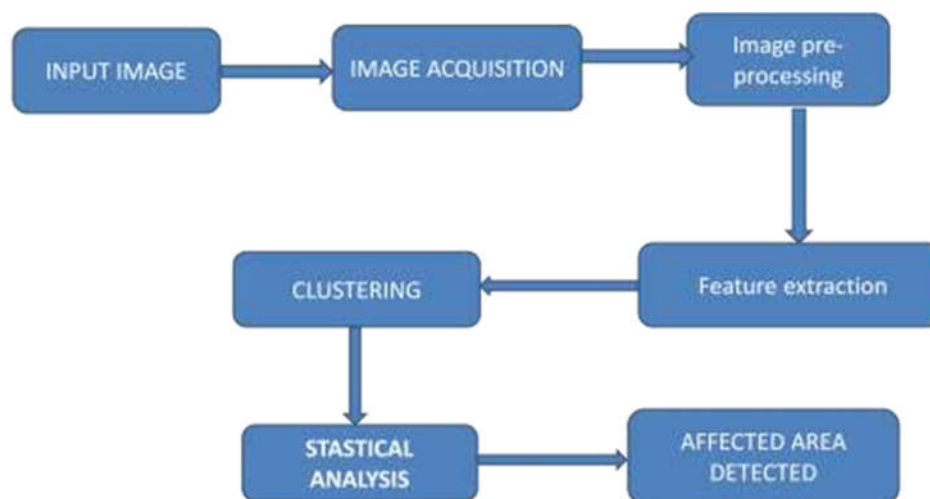 INPUT IMAGE
IMAGE ACQUISITION
Image pre-
processing
Feature extraction
CLUSTERING
STASTICAL
ANALYSIS
AFFECTED AREA
DETECTED